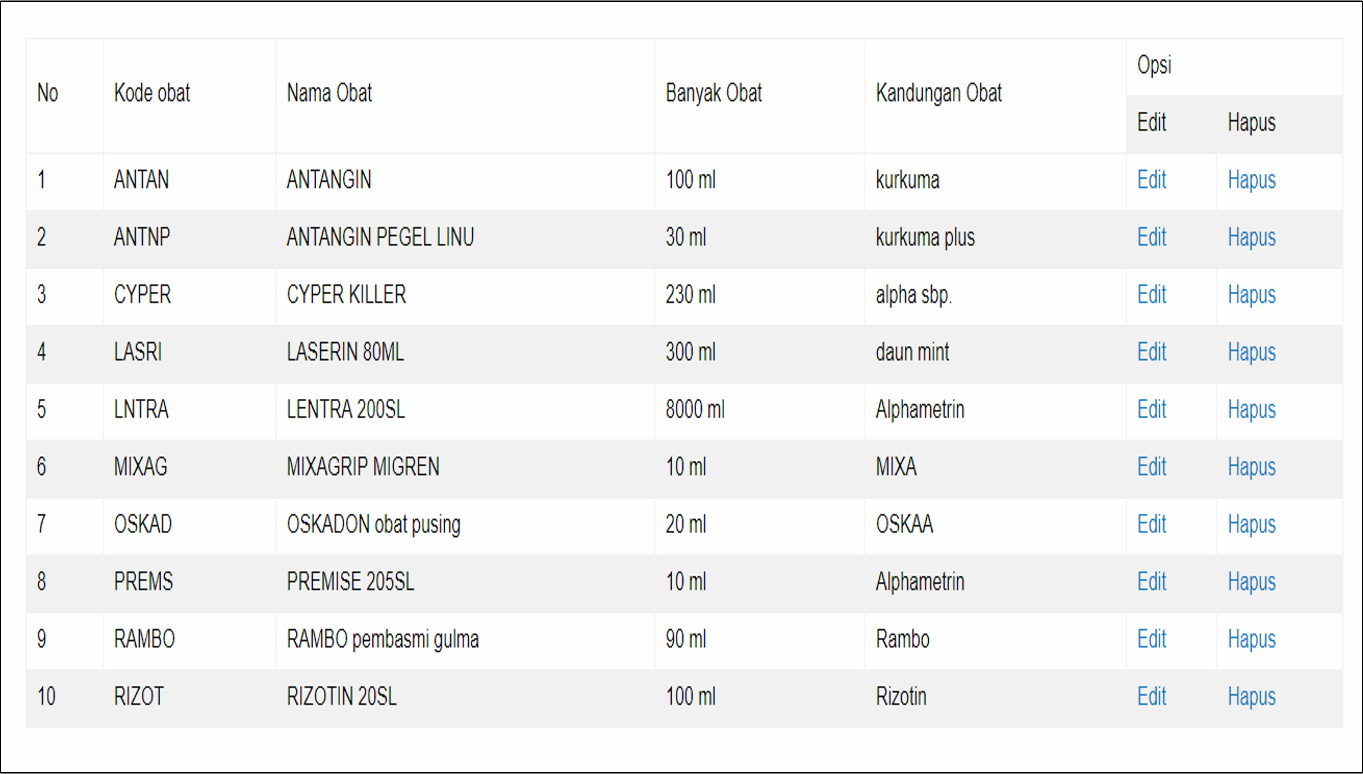 No Kode obat Nama Obat Banyak Obat Kandungan Obat Opsi
Edit Hapus
1 ANTAN ANTANGIN 100 ml kurkuma Edit Hapus
2 ANTNP ANTANGIN PEGEL LINU 30 ml kurkuma plus Edit Hapus
3 CYPER CYPER KILLER 230 ml alpha sbp. Edit Hapus
4 LASRI LASERIN 80ML 300 ml daun mint Edit Hapus
5 LNTRA LENTRA 200SL 8000 ml Alphametrin Edit Hapus
6 MIXAG MIXAGRIP MIGREN 10 ml MIXA Edit Hapus
7 OSKAD OSKADON obat pusing 20 ml OSKAA Edit Hapus
8 PREMS PREMISE 205SL 10 ml Alphametrin Edit Hapus
9 RAMBO RAMBO pembasmi gulma 90 ml Rambo Edit Hapus
10 RIZOT RIZOTIN 20SL 100 ml Rizotin Edit Hapus